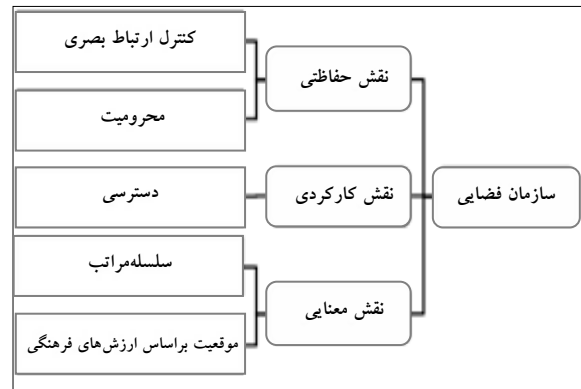 سازمان فضایی
نقش حفاظتی
کنترل ارتباط بصری
محرومیت
نقش کارکردی
دسترسی
نقش معنایی
سلسله‌مراتب
موقعیت براساس ارزش‌های فرهنگی